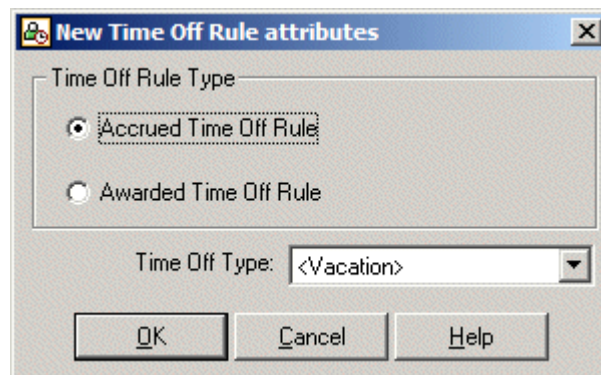 New Time Off Rule attributes
Time Off Rule Type
Accrued Time Off Rule
Awarded Time Off Rule
Time Off Type: <Vacation>
OK Cancel Help